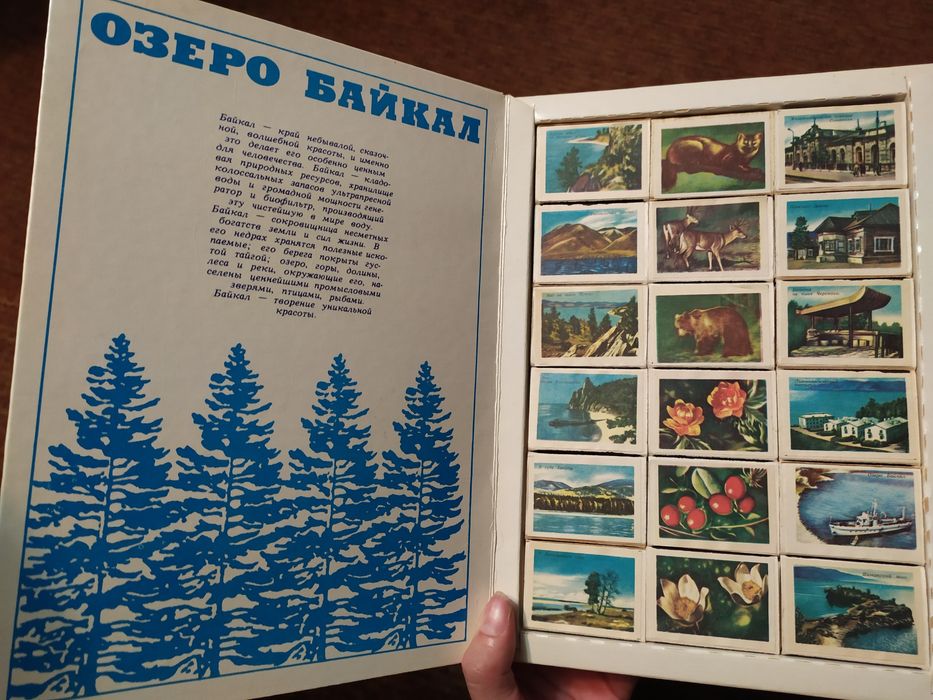 ОЗЕРО БАЙКАЛ
Байкал — край небывалой, сказоч-
ной, волшебной красоты, и именно
это делает его особенно ценным
для человечества. Байкал — кладо-
вая природных ресурсов, хранилище
колоссальных запасов ультрапресной
воды и громадной мощности гене-
ратор и биофильтр, производящий
эту чистейшую в мире воду.
Байкал — сокровищница несметных
богатств земли и сил жизни. В
его недрах хранятся полезные иско-
паемые; его берега покрыты гус-
той тайгой; озеро, горы, долины,
леса и реки, окружающие его, на-
селены ценнейшими промысловыми
зверями, птицами, рыбами.
Байкал — творение уникальной
красоты.